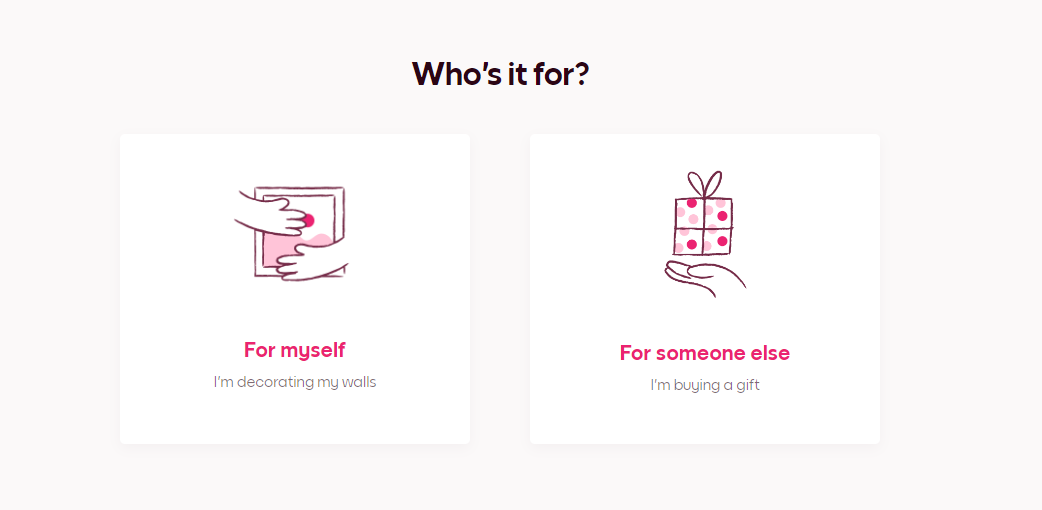 Who's it for?
For myself
I'm decorating my walls
For someone else
I'm buying a gift